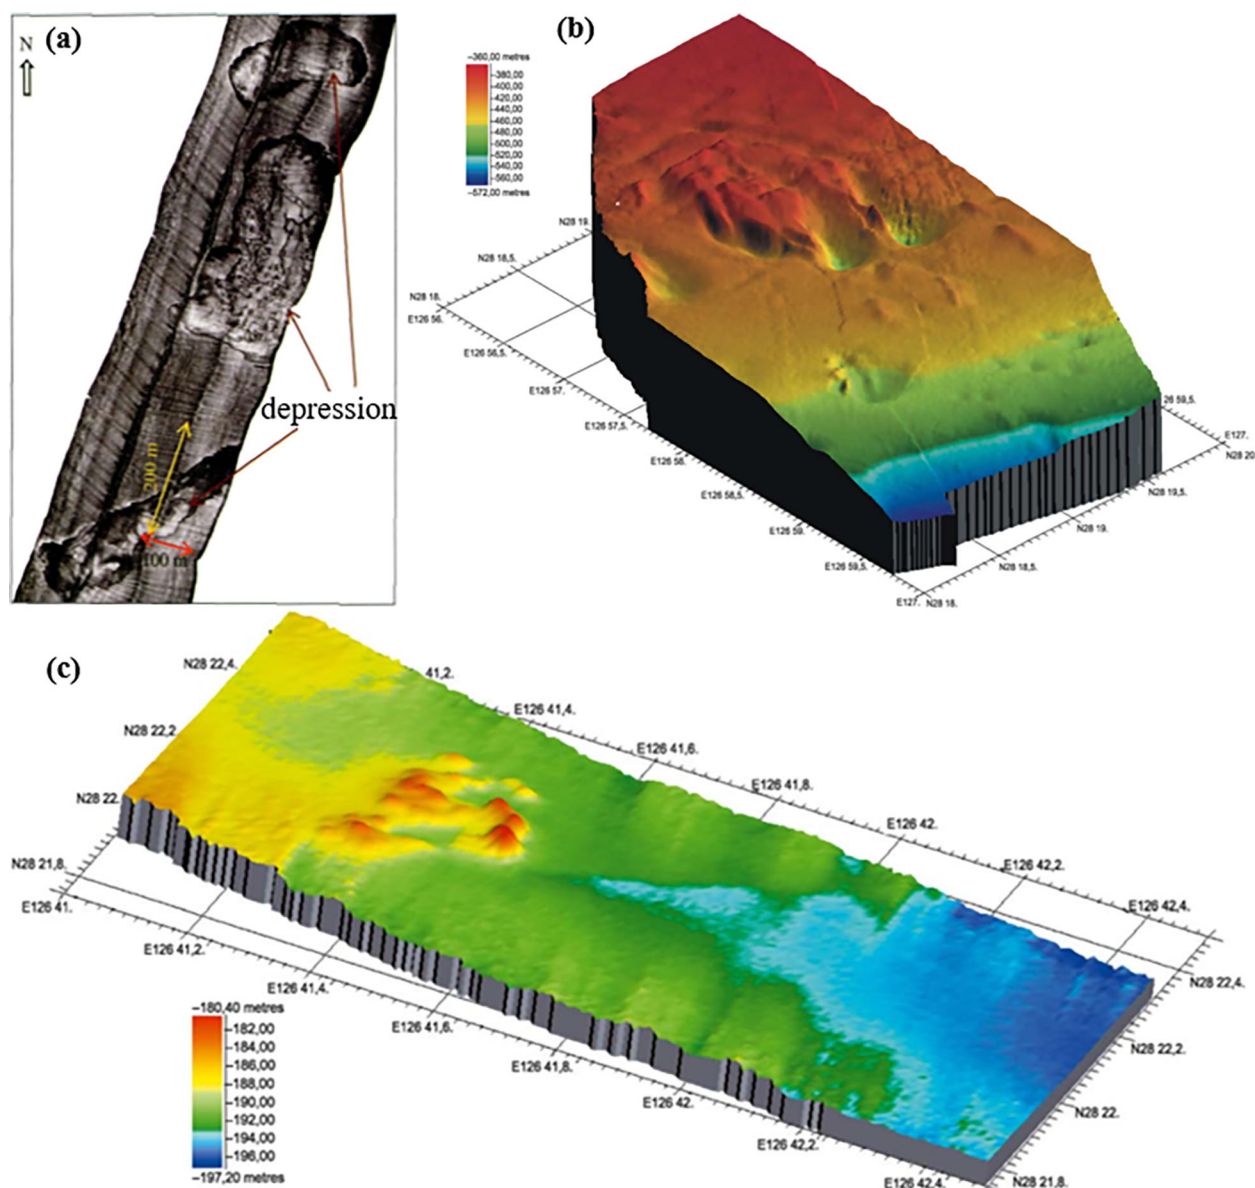 (a)
N
depression
200 m
100 m
(b)
−360,00 metres
−380,00
−400,00
−420,00
−440,00
−460,00
−480,00
−500,00
−520,00
−540,00
−560,00
−572,00 metres
N28 19.
N28 18,5.
N28 18.
E126 56.
E126 56,5.
E126 57.
E126 57,5.
E126 58.
E126 58,5.
E126 59.
E126 59,5.
E127.
N28 18.
N28 18,5.
N28 19.
N28 19,5.
N28 20
E127.
26 59,5.
(c)
N28 22,4.
N28 22,2.
N28 22.
N28 21,8.
E126 41.
41,2.
E126 41,4.
E126 41,6.
E126 41,8.
E126 42.
E126 42,2.
E126 42,4.
E126 41,2.
E126 41,4.
E126 41,6.
E126 41,8.
E126 42.
E126 42,2.
E126 42,4.
N28 22,4.
N28 22,2.
N28 22.
N28 21,8.
−180,40 metres
−182,00
−184,00
−186,00
−188,00
−190,00
−192,00
−194,00
−196,00
−197,20 metres